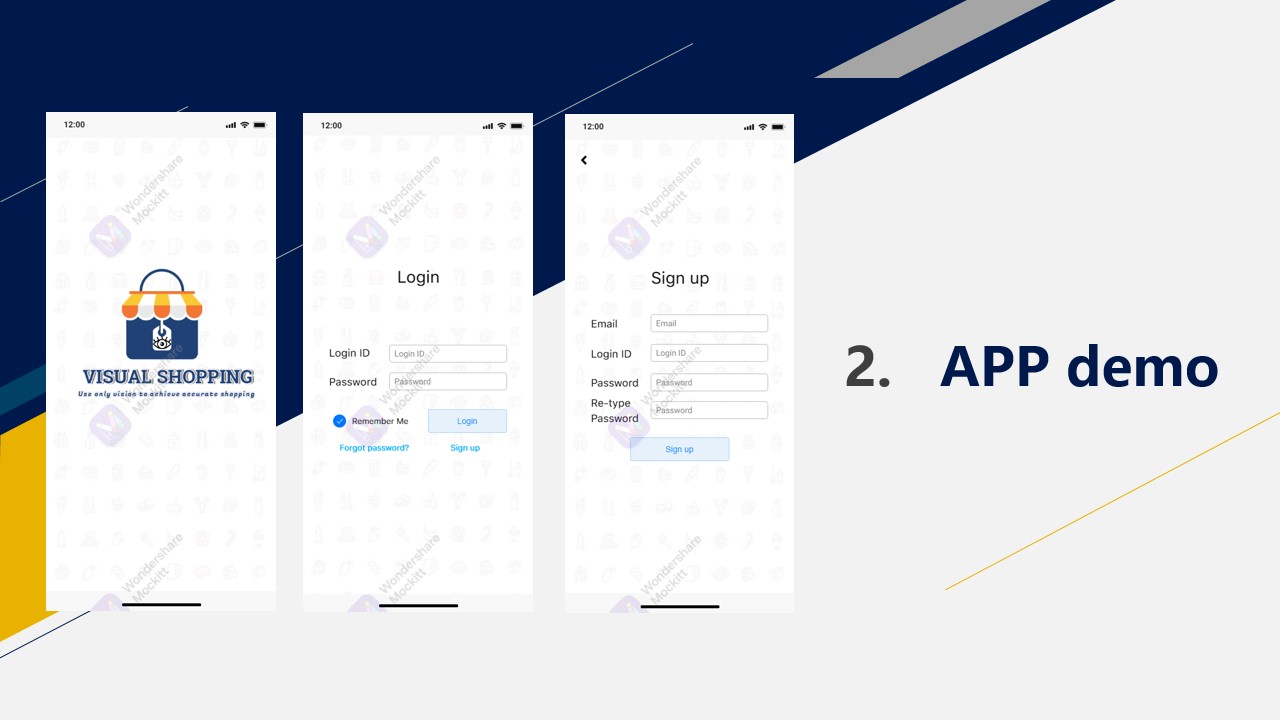 12:00
Wondershare
Mockitt
VISUAL SHOPPING
Use only vision to achieve accurate shopping
Wondershare
Mockitt
12:00
Wondershare
Mockitt
Login
Login ID Login ID
Password Password
Remember Me Login
Forgot password? Sign up
Wondershare
Mockitt
12:00
Wondershare
Mockitt
Sign up
Email Email
Login ID Login ID
Password Password
Re-type
Password Password
Sign up
Wondershare
Mockitt
2. APP demo